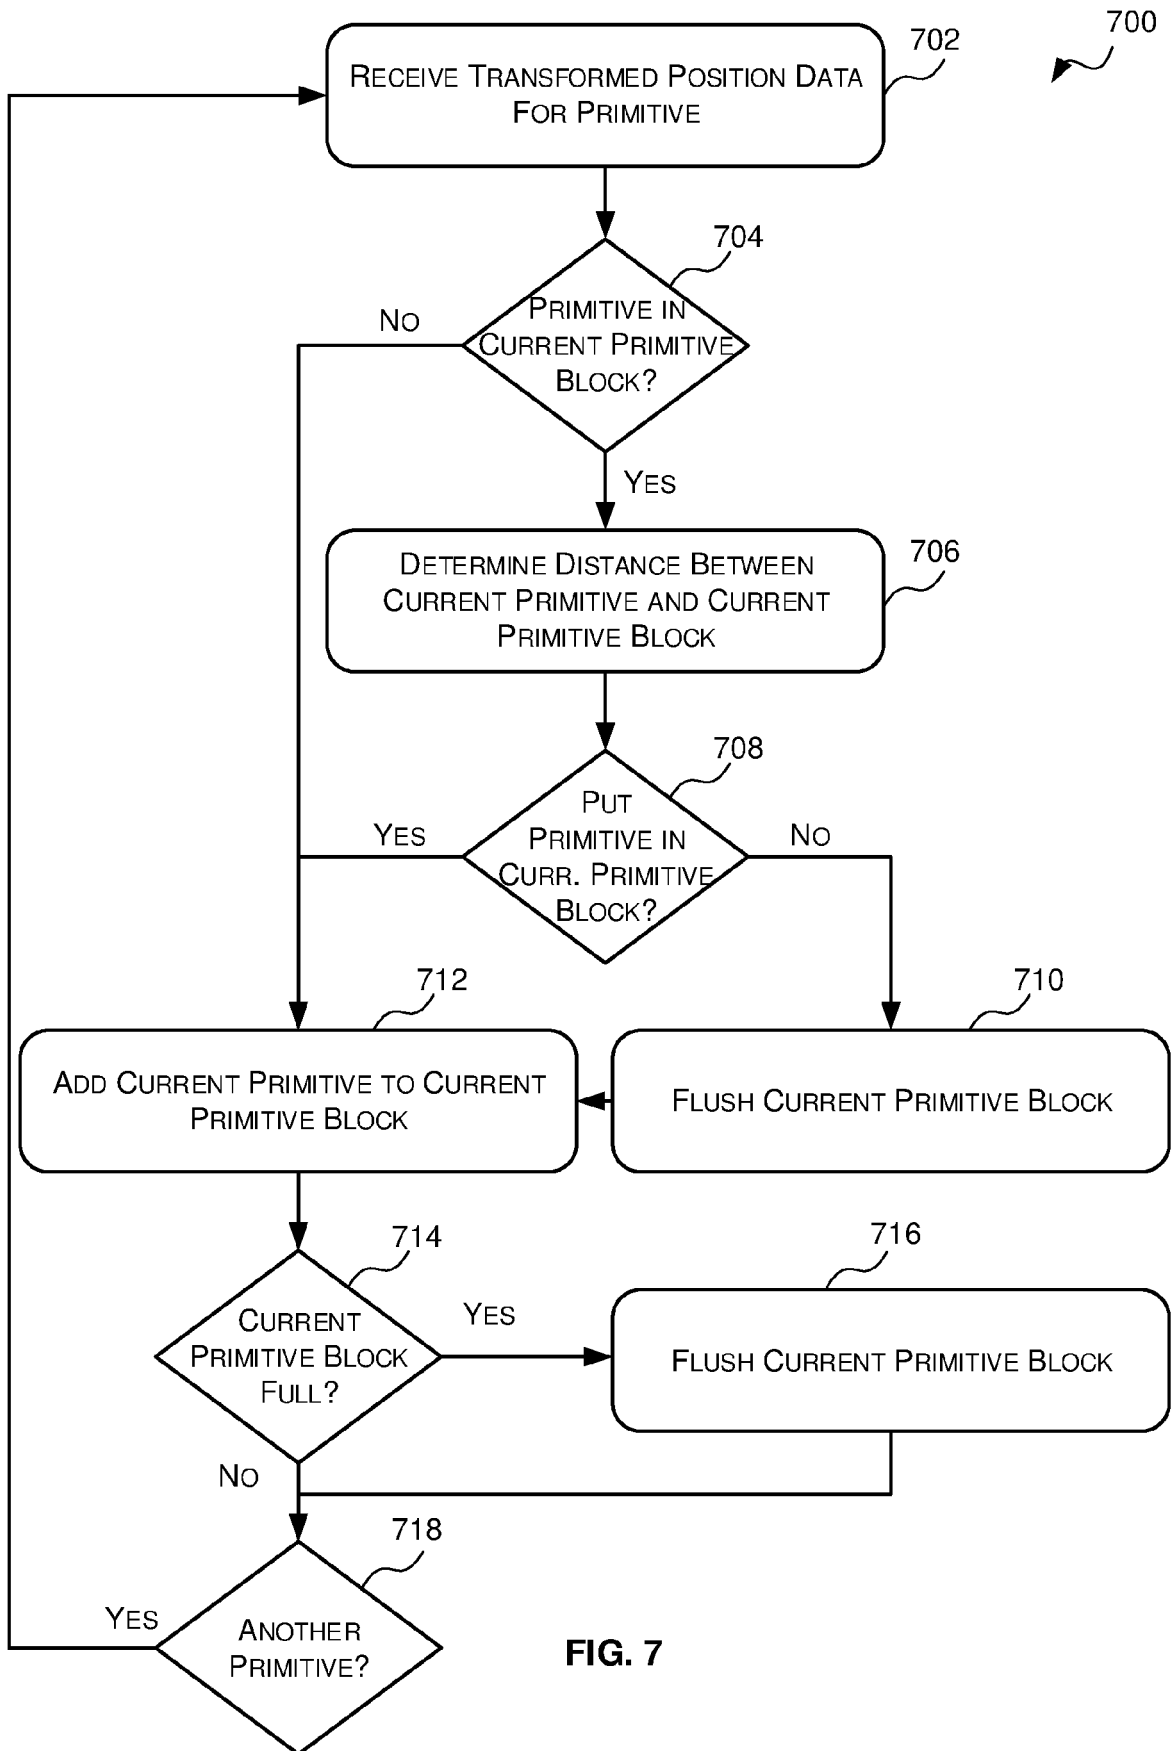 700
702
RECEIVE TRANSFORMED POSITION DATA
FOR PRIMITIVE
704
PRIMITIVE IN
CURRENT PRIMITIVE
BLOCK?
NO
YES
706
DETERMINE DISTANCE BETWEEN
CURRENT PRIMITIVE AND CURRENT
PRIMITIVE BLOCK
708
PUT
PRIMITIVE IN
CURR. PRIMITIVE
BLOCK?
YES
NO
712
710
ADD CURRENT PRIMITIVE TO CURRENT
PRIMITIVE BLOCK
FLUSH CURRENT PRIMITIVE BLOCK
714
716
CURRENT
PRIMITIVE BLOCK
FULL?
YES
FLUSH CURRENT PRIMITIVE BLOCK
NO
718
YES
ANOTHER
PRIMITIVE?
FIG. 7